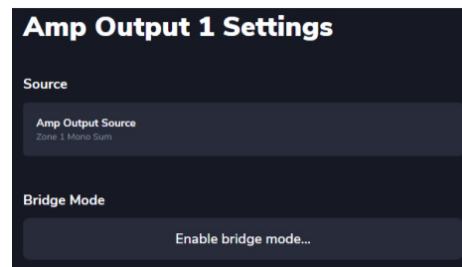 Amp Output 1 Settings
Source
Amp Output Source
Zone 1 Mono Sum
Bridge Mode
Enable bridge mode...